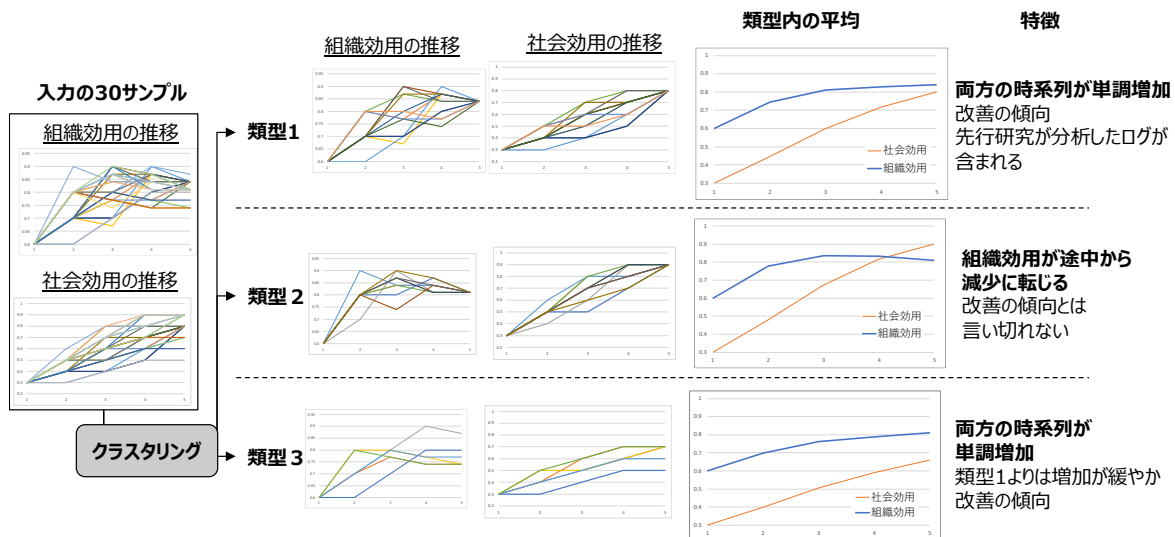 類型内の平均
特徴
組織効用の推移
社会効用の推移
入力の30サンプル
組織効用の推移
社会効用の推移
クラスタリング
類型1
社会効用
組織効用
両方の時系列が単調増加
改善の傾向
先行研究が分析したログが
含まれる
類型2
社会効用
組織効用
組織効用が途中から
減少に転じる
改善の傾向とは
言い切れない
類型3
社会効用
組織効用
両方の時系列が
単調増加
類型1よりは増加が緩やか
改善の傾向